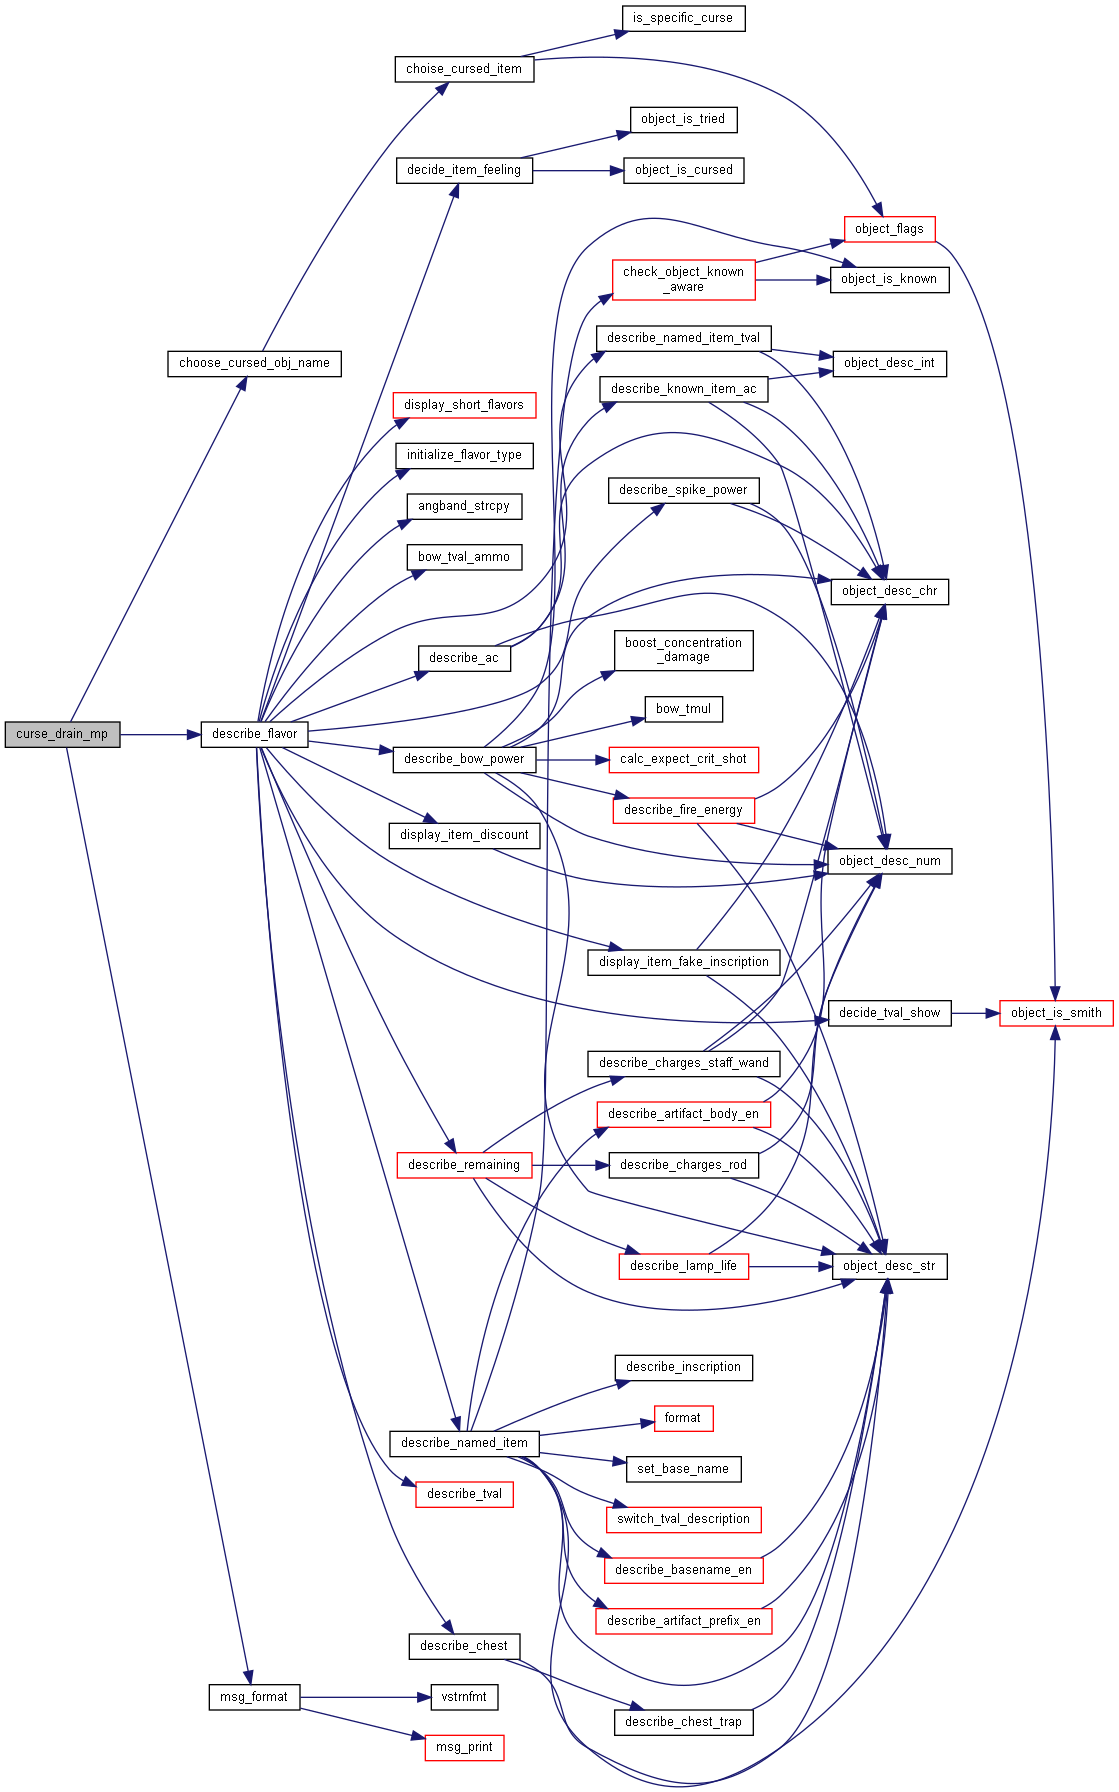 is_specific_curse
choise_cursed_item
object_is_tried
decide_item_feeling
object_is_cursed
object_flags
check_object_known
_aware
object_is_known
describe_named_item_tval
choose_cursed_obj_name
object_desc_int
describe_known_item_ac
display_short_flavors
initialize_flavor_type
describe_spike_power
angband_strcpy
bow_tval_ammo
object_desc_chr
boost_concentration
_damage
describe_ac
bow_tmul
curse_drain_mp
describe_flavor
describe_bow_power
calc_expect_crit_shot
describe_fire_energy
display_item_discount
object_desc_num
display_item_fake_inscription
decide_tval_show
object_is_smith
describe_charges_staff_wand
describe_artifact_body_en
describe_remaining
describe_charges_rod
describe_lamp_life
object_desc_str
describe_inscription
format
describe_named_item
set_base_name
describe_tval
switch_tval_description
describe_basename_en
describe_artifact_prefix_en
describe_chest
msg_format
vstrnfmt
describe_chest_trap
msg_print